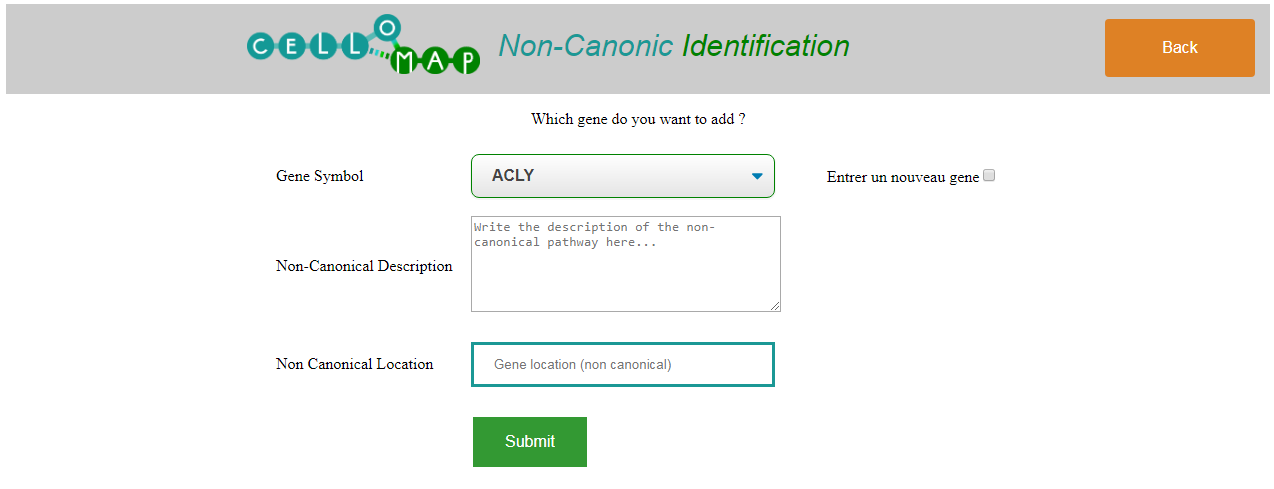 CELLO MAP Non-Canonic Identification Back
Which gene do you want to add ?
Gene Symbol ACLY Entrer un nouveau gene
Write the description of the non-
canonical pathway here...
Non-Canonical Description
Non Canonical Location Gene location (non canonical)
Submit